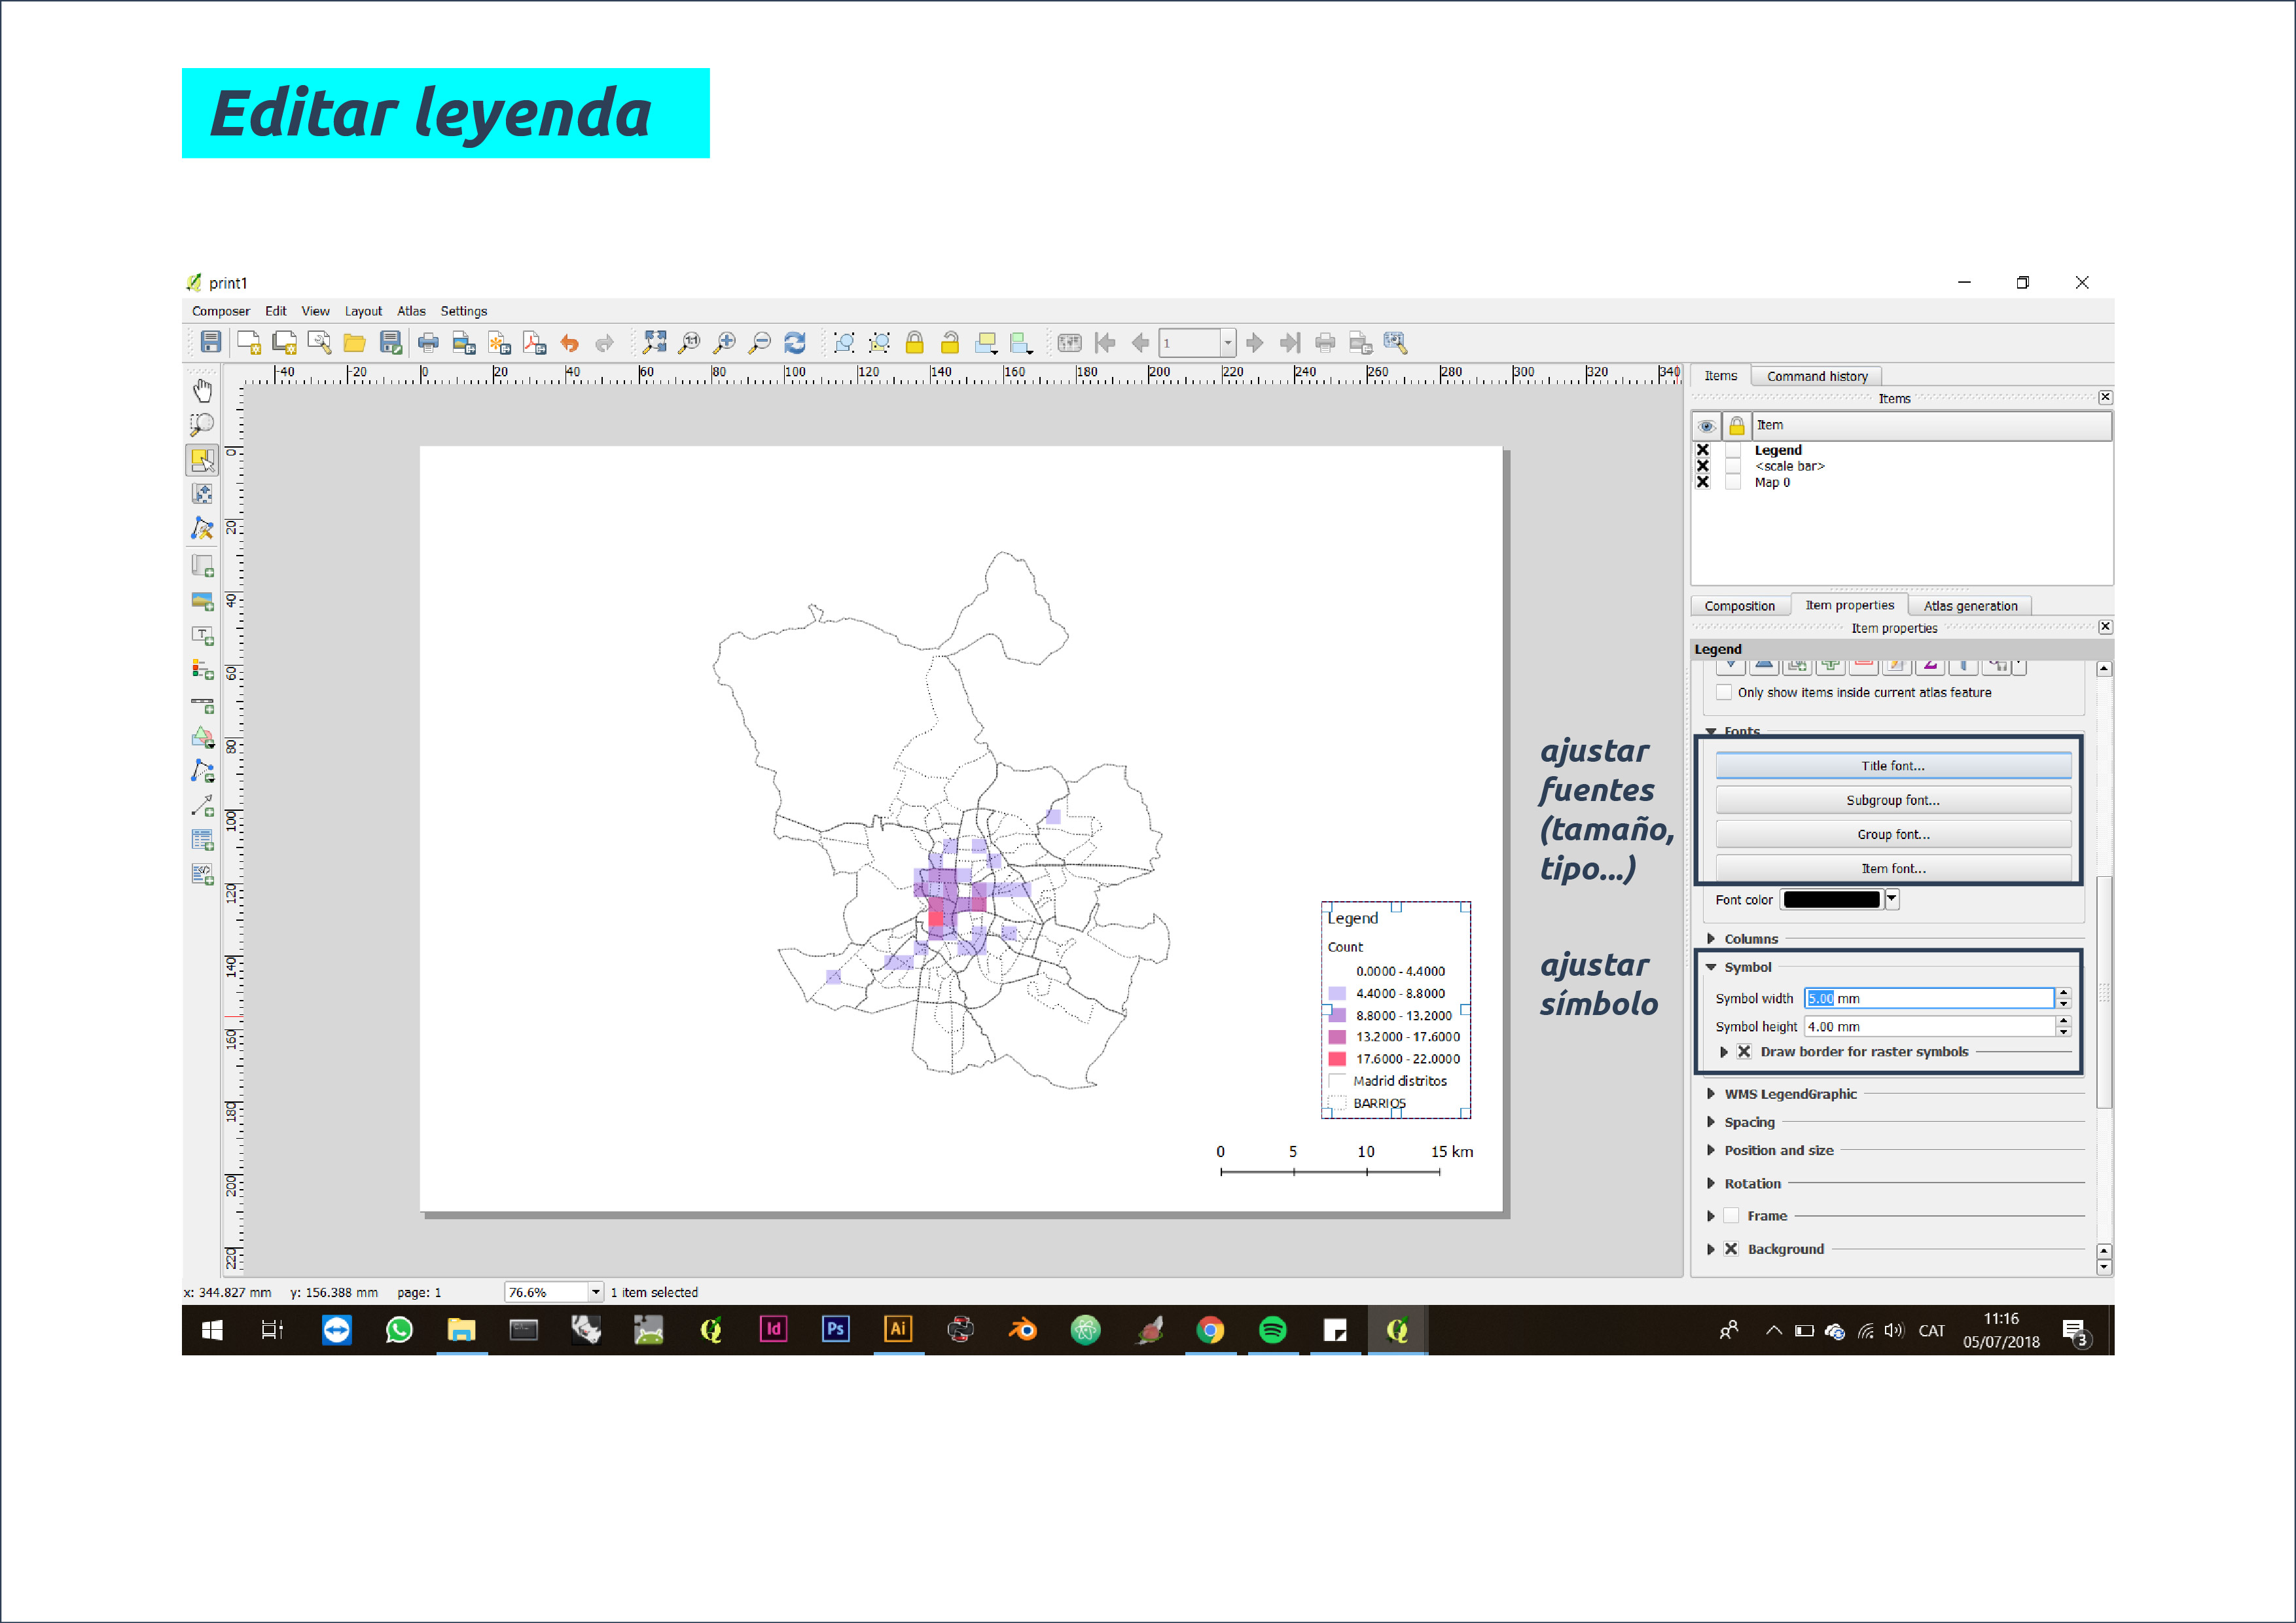 Editar leyenda
print1
Composer Edit View Layout Atlas Settings
1
-40 -20 0 20 40 60 80 100 120 140 160 180 200 220 240 260 280 300 320 340
0 20 40 60 80 100 120 140 160 180 200 220
Items Command history
Items
Item
Legend
<scale bar>
Map 0
Composition Item properties Atlas generation
Item properties
Legend
Only show items inside current atlas feature
Fonts
Title font...
Subgroup font...
Group font...
Item font...
Font color
Columns
Symbol
Symbol width 5.00 mm
Symbol height 4.00 mm
Draw border for raster symbols
WMS LegendGraphic
Spacing
Position and size
Rotation
Frame
Background
ajustar
fuentes
(tamaño,
tipo...)
ajustar
símbolo
Legend
Count
0.0000 - 4.4000
4.4000 - 8.8000
8.8000 - 13.2000
13.2000 - 17.6000
17.6000 - 22.0000
Madrid distritos
BARRIOS
0 5 10 15 km
x: 344.827 mm y: 156.388 mm page: 1 76.6% 1 item selected
Id Ps Ai
CAT
11:16
05/07/2018
3